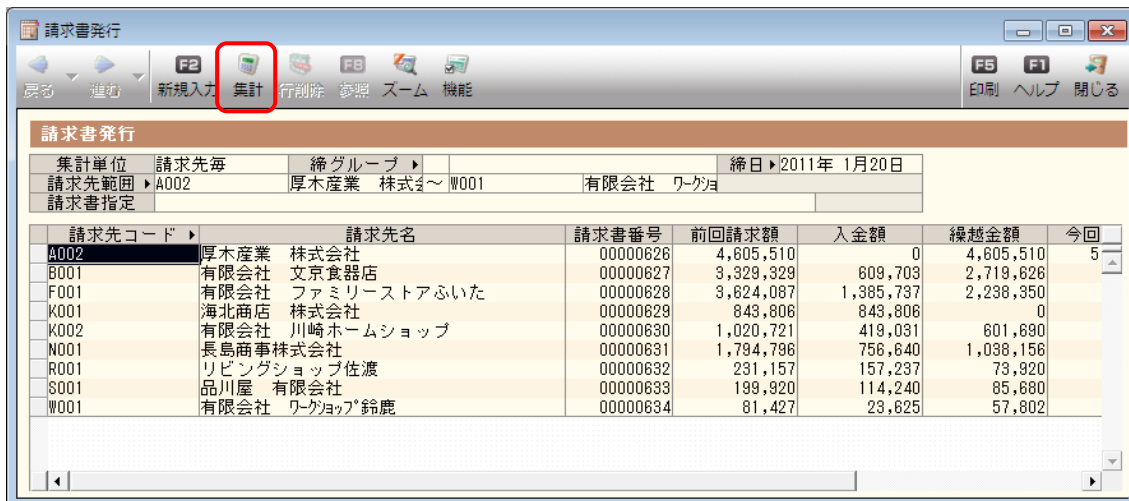 請求書発行
戻る 進む F2 新規入力 集計 行削除 F8 参照 ズーム 機能 F5 印刷 F1 ヘルプ 閉じる
請求書発行
集計単位 請求先毎 締グループ 締日 2011年 1月20日
請求先範囲 A002 厚木産業 株式会 ～ W001 有限会社 ワークショ
請求書指定
請求先コード 請求先名 請求書番号 前回請求額 入金額 繰越金額 今回
A002 厚木産業 株式会社 00000626 4,605,510 0 4,605,510 5
B001 有限会社 文京食器店 00000627 3,329,329 609,703 2,719,626
F001 有限会社 ファミリーストアふいた 00000628 3,624,087 1,385,737 2,238,350
K001 海北商店 株式会社 00000629 843,806 843,806 0
K002 有限会社 川崎ホームショップ 00000630 1,020,721 419,031 601,690
N001 長島商事株式会社 00000631 1,794,796 756,640 1,038,156
R001 リビングショップ佐渡 00000632 231,157 157,237 73,920
S001 品川屋 有限会社 00000633 199,920 114,240 85,680
W001 有限会社 ワークショップ鈴鹿 00000634 81,427 23,625 57,802